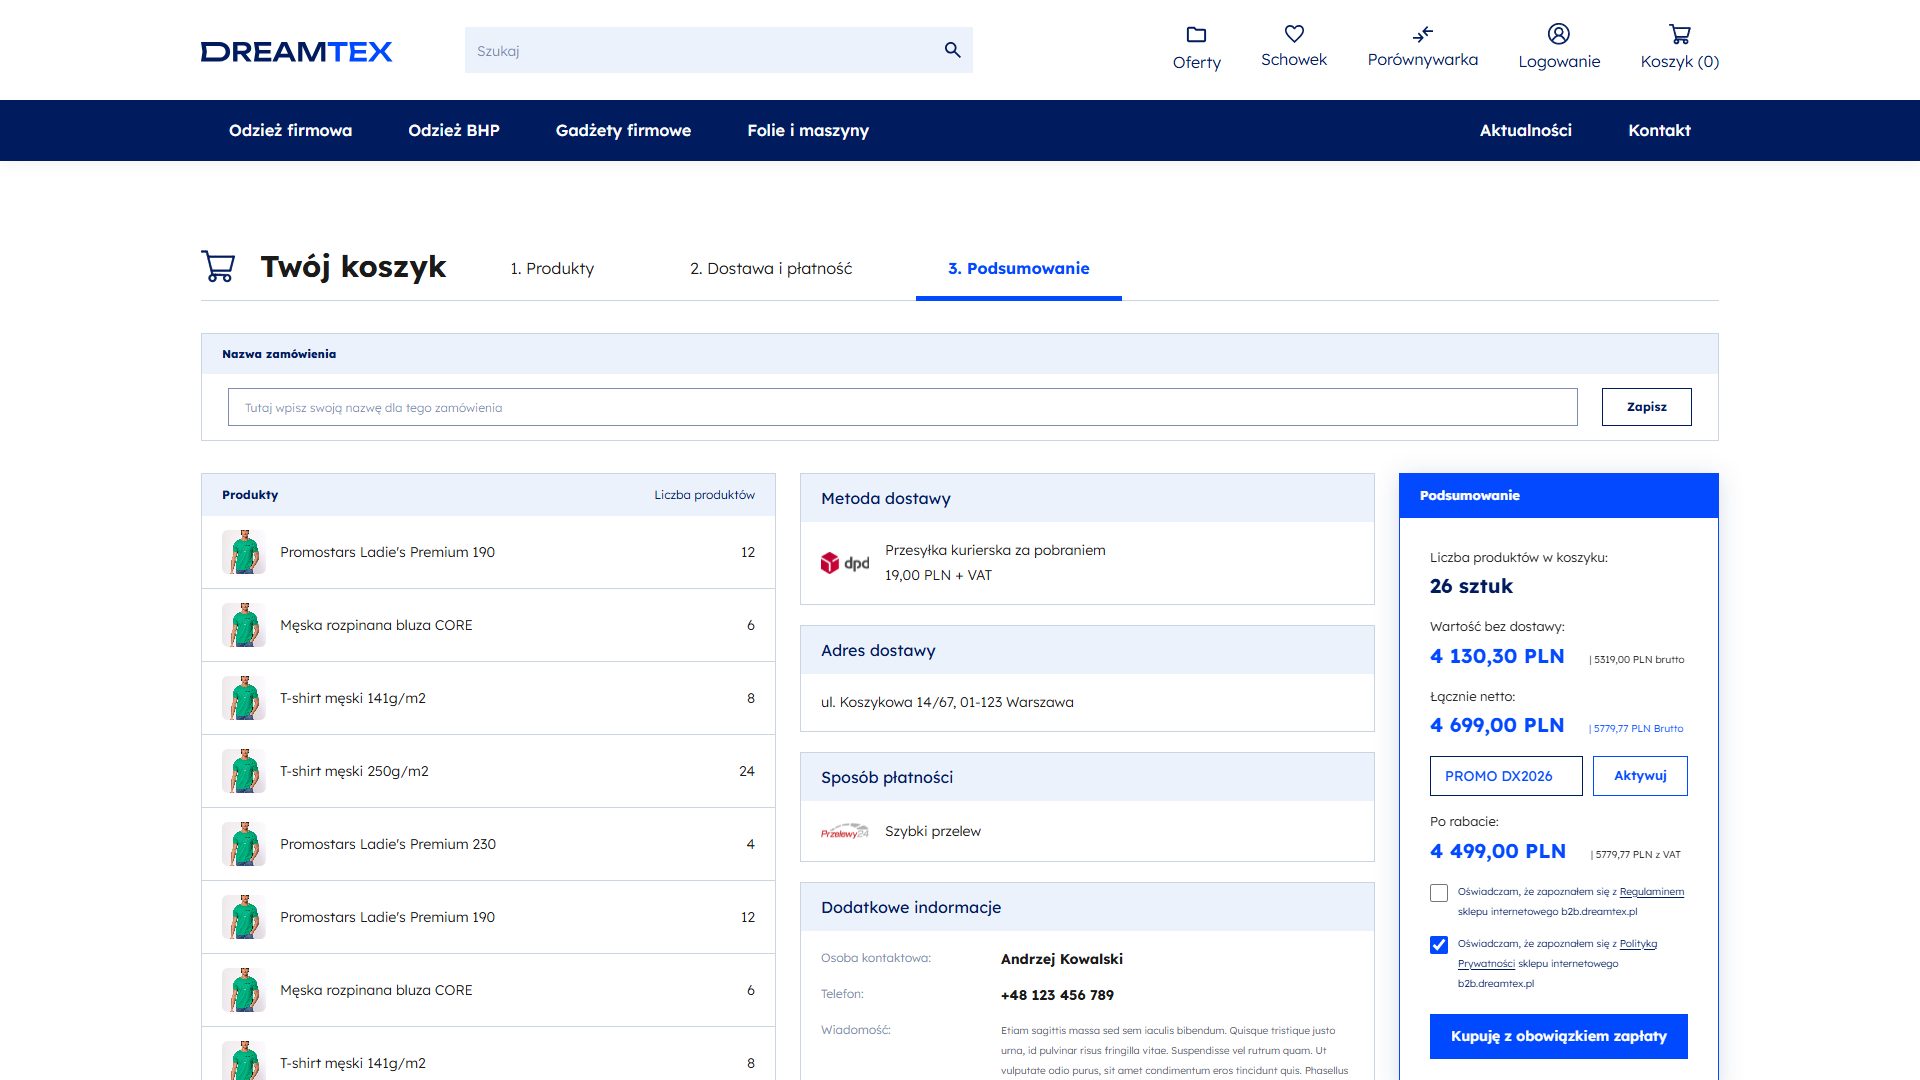 DREAMTEX
Szukaj
Oferty
Schowek
Porównywarka
Logowanie
Koszyk (0)
Odzież firmowa
Odzież BHP
Gadżety firmowe
Folie i maszyny
Aktualności
Kontakt
Twój koszyk
1. Produkty
2. Dostawa i płatność
3. Podsumowanie
Nazwa zamówienia
Tutaj wpisz swoją nazwę dla tego zamówienia
Zapisz
Produkty
Liczba produktów
Promostars Ladie's Premium 190
12
Męska rozpinana bluza CORE
6
T-shirt męski 141g/m2
8
T-shirt męski 250g/m2
24
Promostars Ladie's Premium 230
4
Promostars Ladie's Premium 190
12
Męska rozpinana bluza CORE
6
T-shirt męski 141g/m2
8
Metoda dostawy
dpd
Przesyłka kurierska za pobraniem
19,00 PLN + VAT
Adres dostawy
ul. Koszykowa 14/67, 01-123 Warszawa
Sposób płatności
Przelewy24
Szybki przelew
Dodatkowe indormacje
Osoba kontaktowa:
Andrzej Kowalski
Telefon:
+48 123 456 789
Wiadomość:
Etiam sagittis massa sed sem iaculis bibendum. Quisque tristique justo
urna, id pulvinar risus fringilla vitae. Suspendisse vel rutrum quam. Ut
vulputate odio purus, sit amet condimentum eros tincidunt quis. Phasellus
Podsumowanie
Liczba produktów w koszyku:
26 sztuk
Wartość bez dostawy:
4 130,30 PLN
| 5319,00 PLN brutto
Łącznie netto:
4 699,00 PLN
| 5779,77 PLN Brutto
PROMO DX2026
Aktywuj
Po rabacie:
4 499,00 PLN
| 5779,77 PLN z VAT
Oświadczam, że zapoznałem się z Regulaminem
sklepu internetowego b2b.dreamtex.pl
Oświadczam, że zapoznałem się z Polityką
Prywatności sklepu internetowego
b2b.dreamtex.pl
Kupuję z obowiązkiem zapłaty